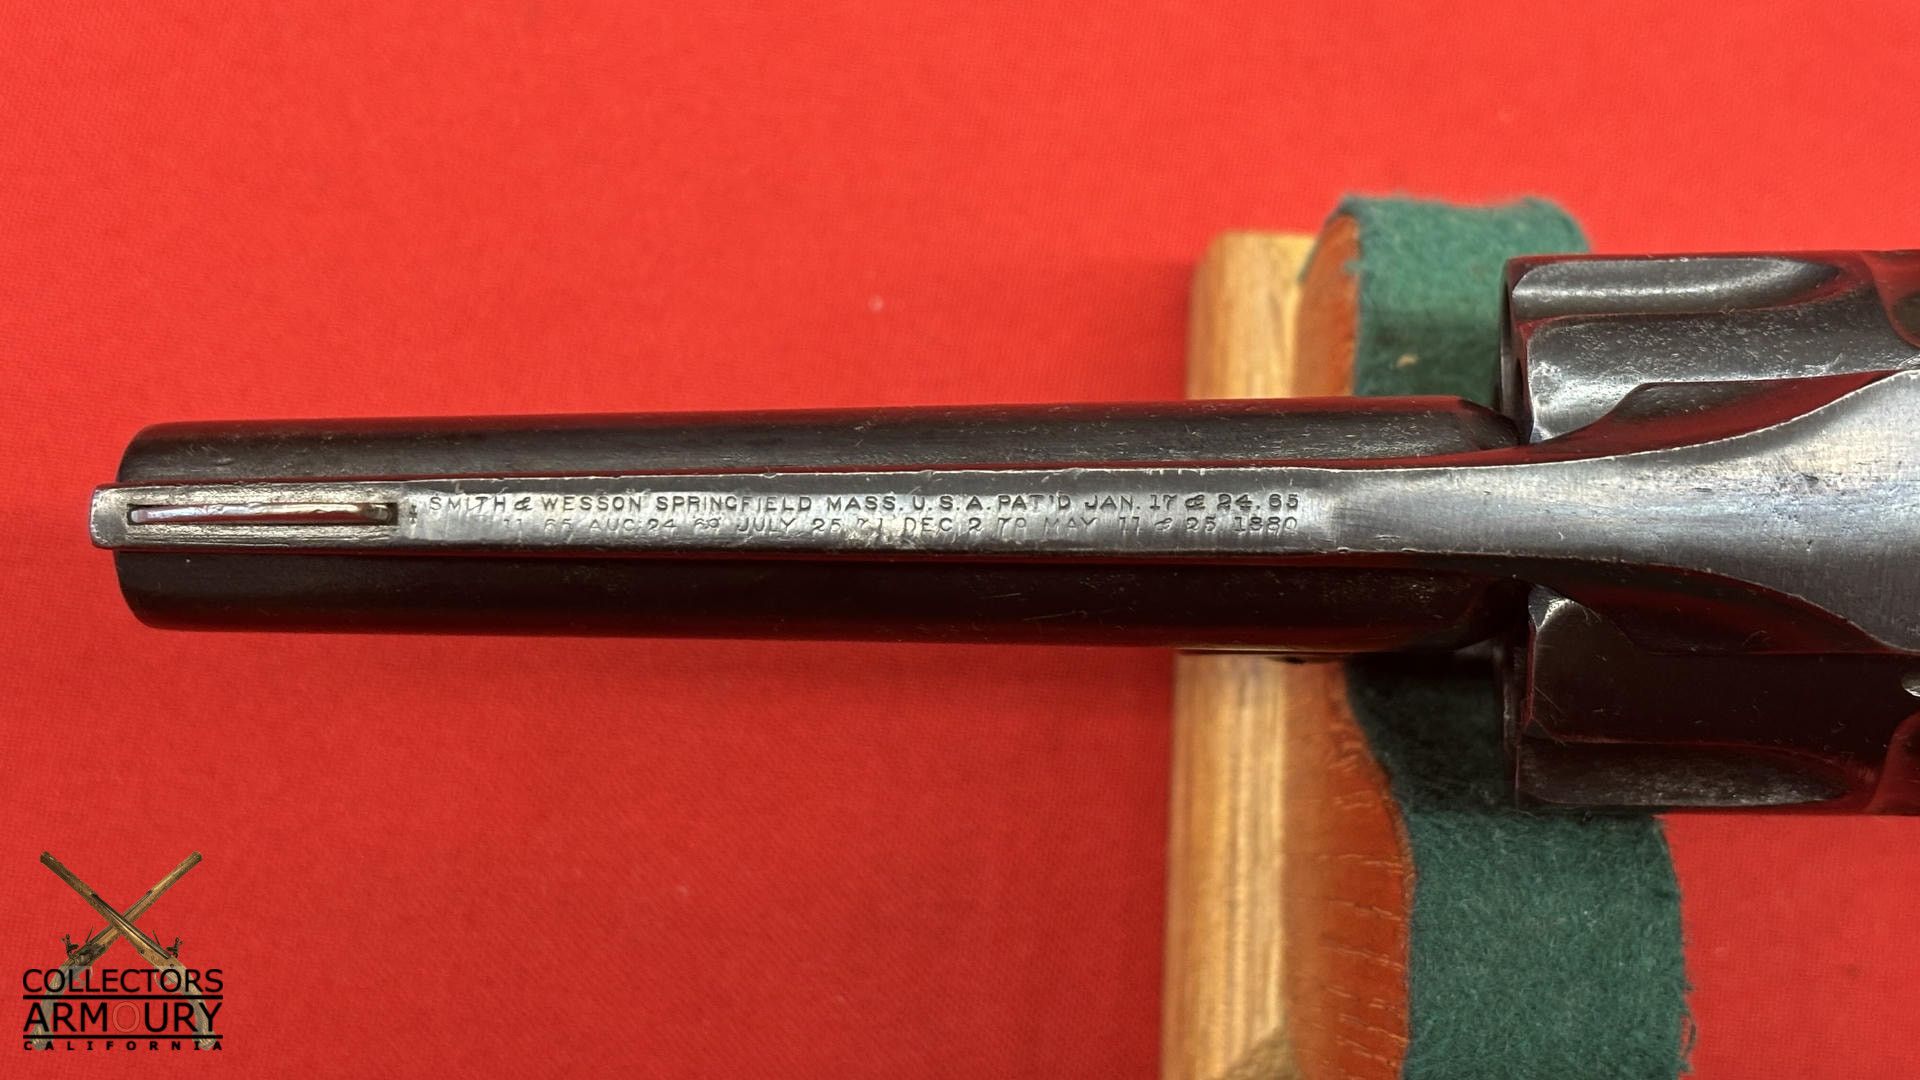 SMITH & WESSON SPRINGFIELD MASS. U.S.A. PAT'D JAN. 17 & 24. 65
11 65 AUG. 24 69 JULY 25 71 DEC 2 79 MAY 11 & 25 1880
COLLECTORS
ARMOURY
CALIFORNIA